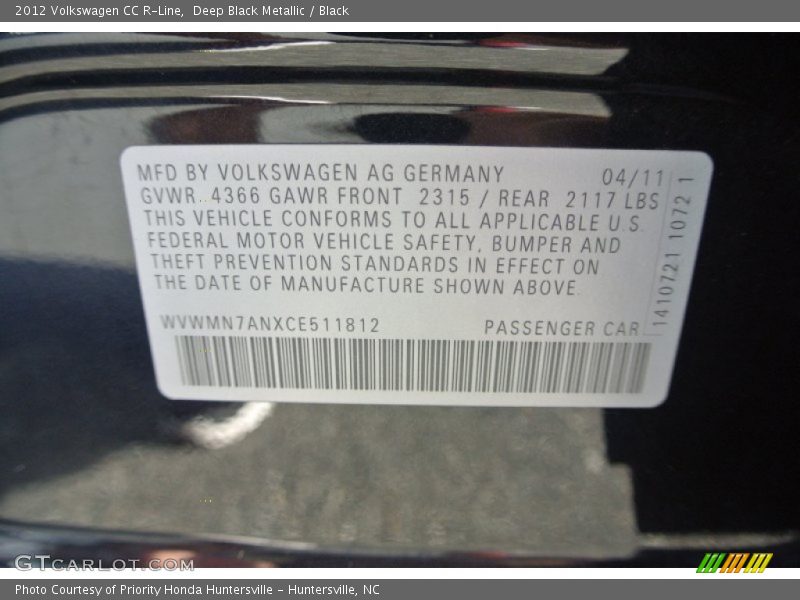 2012 Volkswagen CC R-Line, Deep Black Metallic / Black
MFD BY VOLKSWAGEN AG GERMANY 04/11
GVWR 4366 GAWR FRONT 2315 / REAR 2117 LBS
THIS VEHICLE CONFORMS TO ALL APPLICABLE U.S.
FEDERAL MOTOR VEHICLE SAFETY, BUMPER AND
THEFT PREVENTION STANDARDS IN EFFECT ON
THE DATE OF MANUFACTURE SHOWN ABOVE.
WVWMN7ANXCE511812 PASSENGER CAR
1410721 1072 1
GTCARLOT.COM
Photo Courtesy of Priority Honda Huntersville - Huntersville, NC